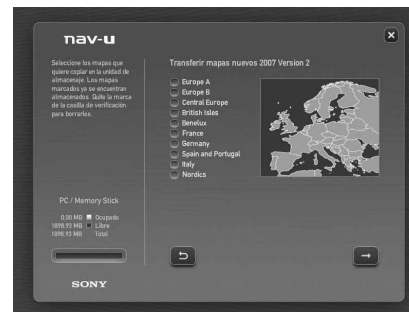 nav-u
Seleccione los mapas que
quiere copiar en la unidad de
almacenaje. Los mapas
marcados ya se encuentran
almacenados. Quite la marca
de la casilla de verificación
para borrarlos.
Transferir mapas nuevos 2007 Version 2
Europe A
Europe B
Central Europe
British Isles
Benelux
France
Germany
Spain and Portugal
Italy
Nordics
PC / Memory Stick
0,00 MB Ocupado
1898,93 MB Libre
1898,93 MB Total
SONY